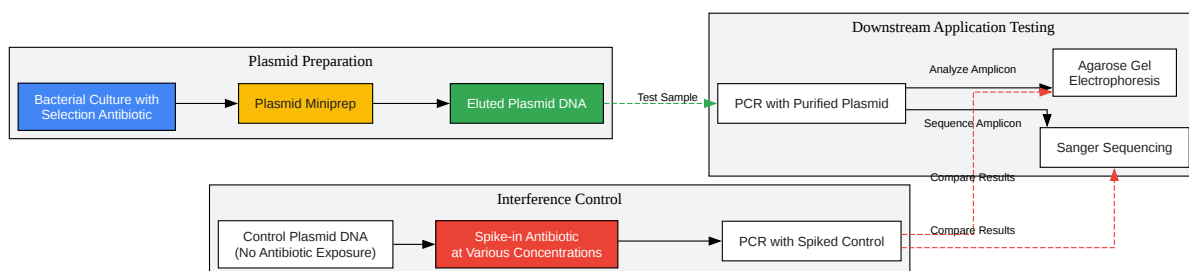 Downstream Application Testing
Plasmid Preparation
Bacterial Culture with
Selection Antibiotic
Plasmid Miniprep
Eluted Plasmid DNA
Test Sample
PCR with Purified Plasmid
Analyze Amplicon
Sequence Amplicon
Agarose Gel
Electrophoresis
Sanger Sequencing
Compare Results
Interference Control
Control Plasmid DNA
(No Antibiotic Exposure)
Spike-in Antibiotic
at Various Concentrations
PCR with Spiked Control
Compare Results